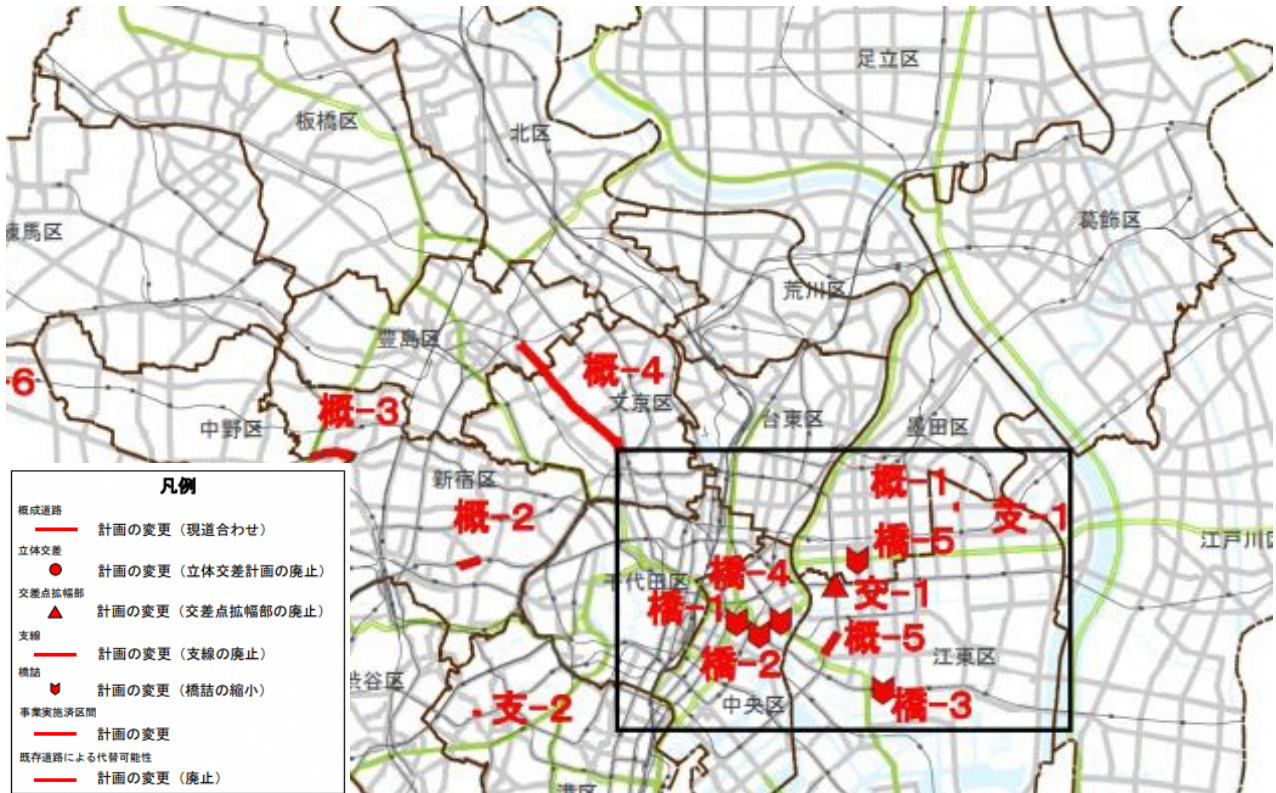 足立区
板橋区
北区
葛飾区
練馬区
荒川区
豊島区
概-4
-6
概-3
文京区
中野区
台東区
墨田区
新宿区
概-1
概-2
支-1
橋-5
江戸川区
橋-4
千代田区
交-1
橋-1
概-5
橋-2
江東区
渋谷区
中央区
橋-3
支-2
港区
凡例
概成道路
計画の変更（現道合わせ）
立体交差
計画の変更（立体交差計画の廃止）
交差点拡幅部
計画の変更（交差点拡幅部の廃止）
支線
計画の変更（支線の廃止）
橋詰
計画の変更（橋詰の縮小）
事業実施済区間
計画の変更
既存道路による代替可能性
計画の変更（廃止）